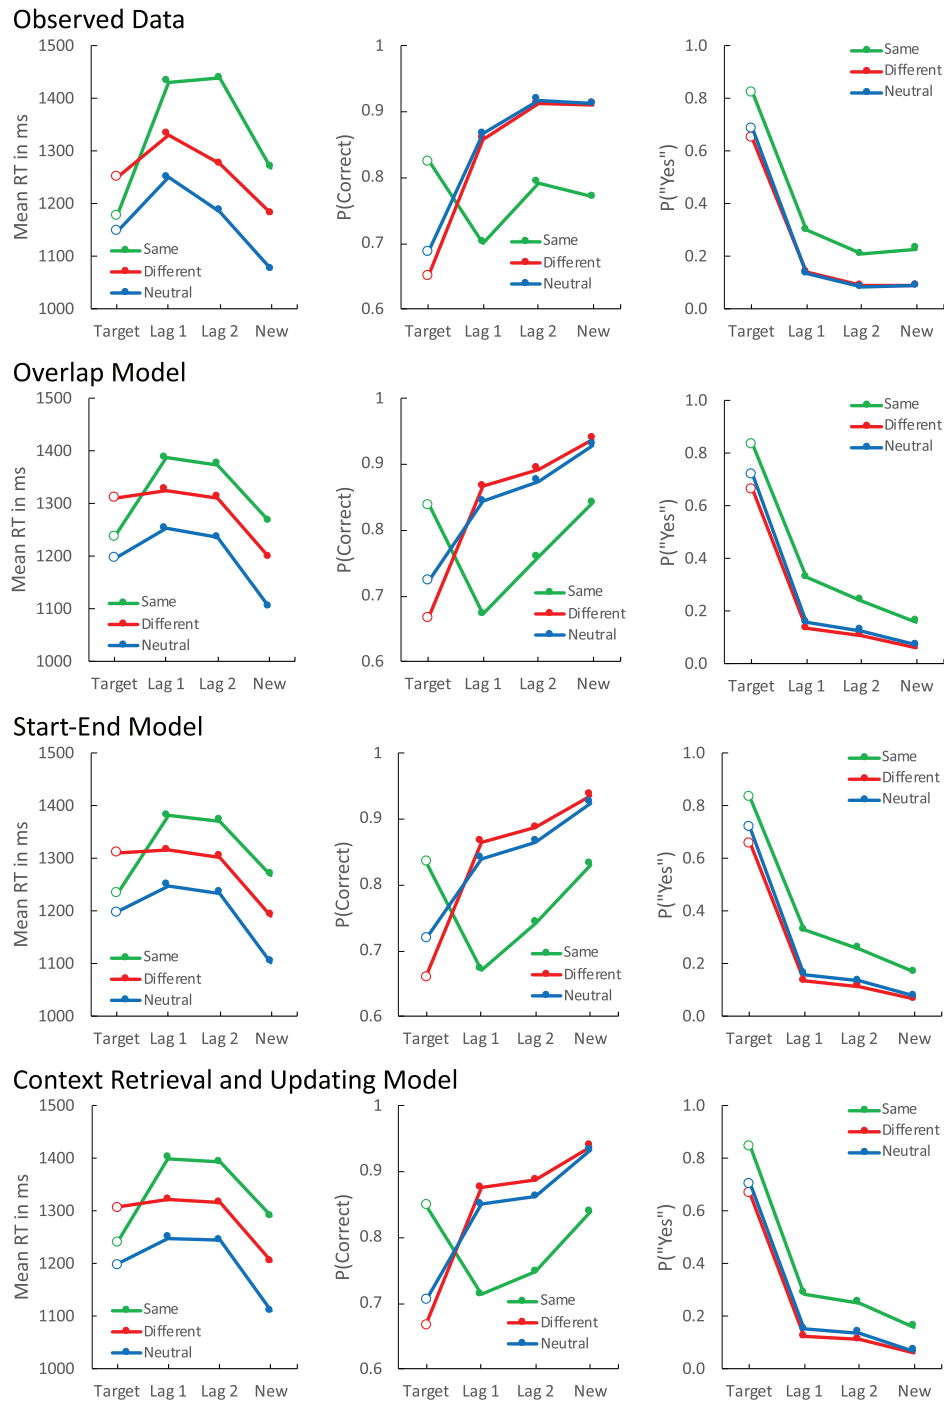 Observed Data
Mean RT in ms
1500
1400
1300
1200
1100
1000
Same
Different
Neutral
Target Lag 1 Lag 2 New
P(Correct)
1
0.9
0.8
0.7
0.6
Same
Different
Neutral
Target Lag 1 Lag 2 New
P("Yes")
1.0
0.8
0.6
0.4
0.2
0.0
Same
Different
Neutral
Target Lag 1 Lag 2 New
Overlap Model
Mean RT in ms
1500
1400
1300
1200
1100
1000
Same
Different
Neutral
Target Lag 1 Lag 2 New
P(Correct)
1
0.9
0.8
0.7
0.6
Same
Different
Neutral
Target Lag 1 Lag 2 New
P("Yes")
1.0
0.8
0.6
0.4
0.2
0.0
Same
Different
Neutral
Target Lag 1 Lag 2 New
Start-End Model
Mean RT in ms
1500
1400
1300
1200
1100
1000
Same
Different
Neutral
Target Lag 1 Lag 2 New
P(Correct)
1
0.9
0.8
0.7
0.6
Same
Different
Neutral
Target Lag 1 Lag 2 New
P("Yes")
1.0
0.8
0.6
0.4
0.2
0.0
Same
Different
Neutral
Target Lag 1 Lag 2 New
Context Retrieval and Updating Model
Mean RT in ms
1500
1400
1300
1200
1100
1000
Same
Different
Neutral
Target Lag 1 Lag 2 New
P(Correct)
1
0.9
0.8
0.7
0.6
Same
Different
Neutral
Target Lag 1 Lag 2 New
P("Yes")
1.0
0.8
0.6
0.4
0.2
0.0
Same
Different
Neutral
Target Lag 1 Lag 2 New